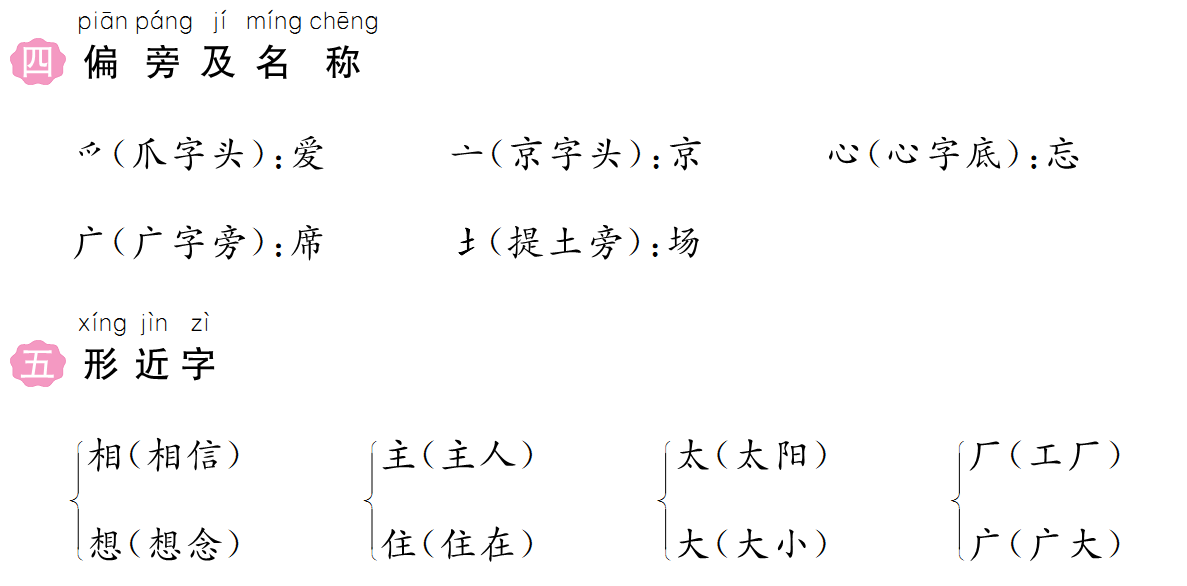 piān páng jí míng chēng
四 偏旁及名称
爫(爪字头):爱 亠(京字头):京 心(心字底):忘
广(广字旁):席 土(提土旁):场
xíng jìn zì
五 形近字
相(相信) 主(主人) 太(太阳) 厂(工厂)
想(想念) 住(住在) 大(大小) 广(广大)